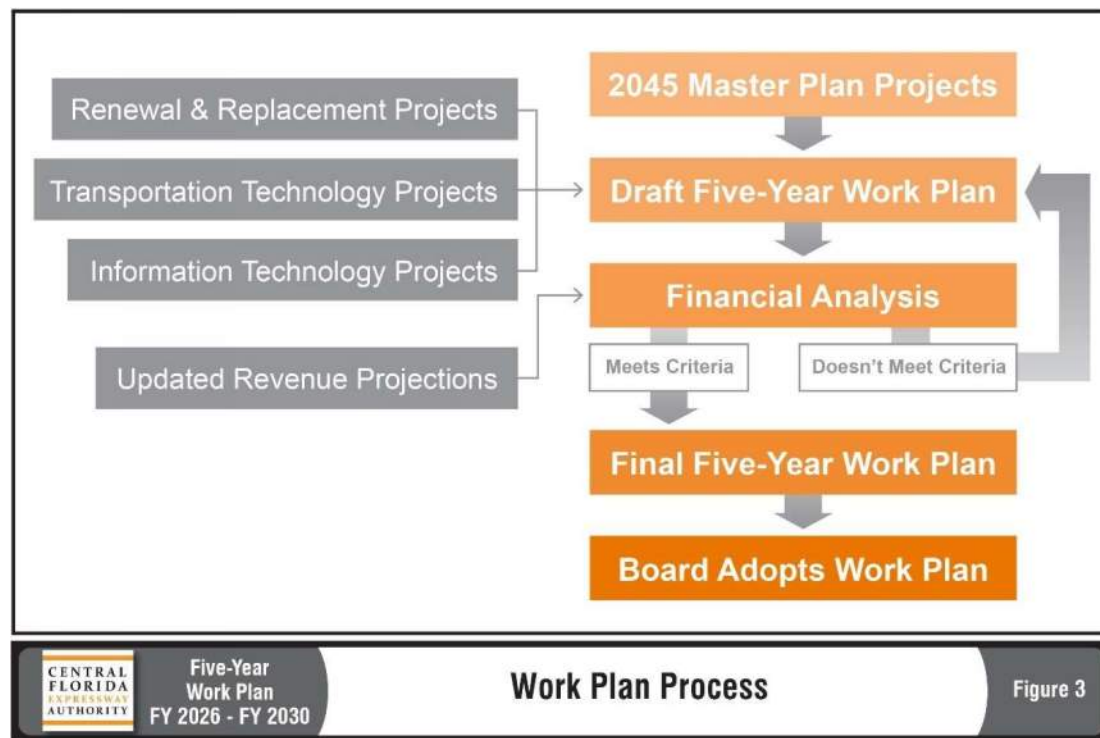 2045 Master Plan Projects
Renewal & Replacement Projects
Transportation Technology Projects
Draft Five-Year Work Plan
Information Technology Projects
Financial Analysis
Updated Revenue Projections
Meets Criteria
Doesn't Meet Criteria
Final Five-Year Work Plan
Board Adopts Work Plan
CENTRAL
FLORIDA
EXPRESSWAY
AUTHORITY
Five-Year
Work Plan
FY 2026 - FY 2030
Work Plan Process
Figure 3